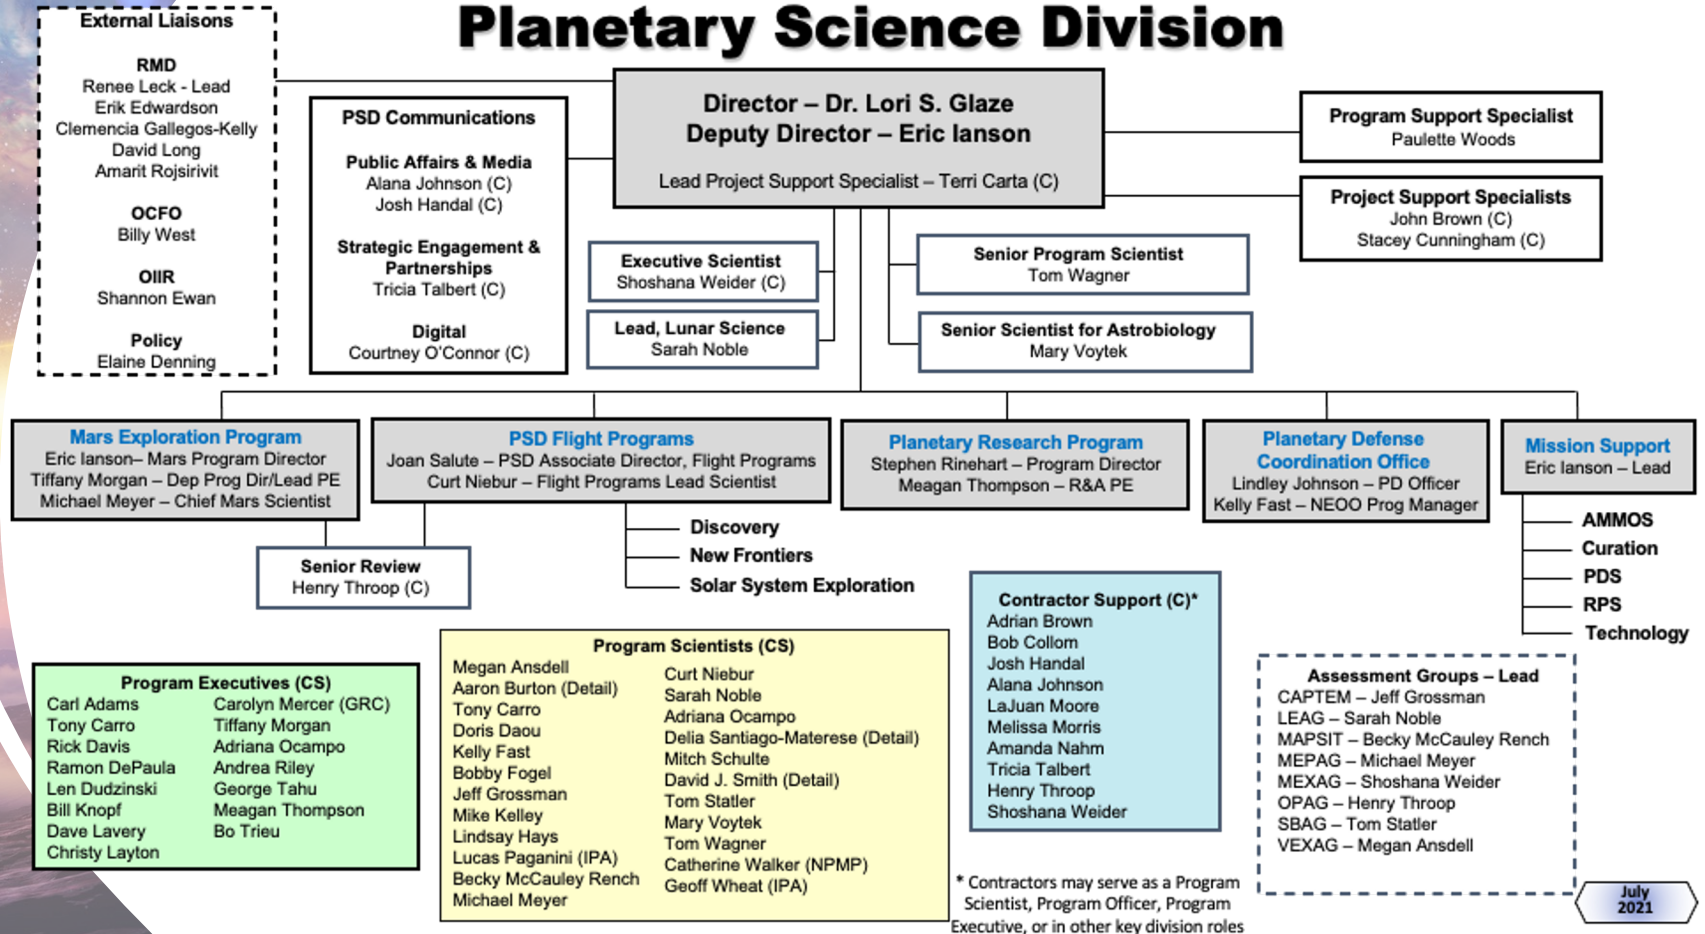 Planetary Science Division
External Liaisons
RMD
Renee Leck - Lead
Erik Edwardson
Clemencia Gallegos-Kelly
David Long
Amarit Rojsirivit
OCFO
Billy West
OIIR
Shannon Ewan
Policy
Elaine Denning
PSD Communications
Public Affairs & Media
Alana Johnson (C)
Josh Handal (C)
Strategic Engagement &
Partnerships
Tricia Talbert (C)
Digital
Courtney O'Connor (C)
Director – Dr. Lori S. Glaze
Deputy Director – Eric Ianson
Lead Project Support Specialist – Terri Carta (C)
Program Support Specialist
Paulette Woods
Project Support Specialists
John Brown (C)
Stacey Cunningham (C)
Executive Scientist
Shoshana Weider (C)
Lead, Lunar Science
Sarah Noble
Senior Program Scientist
Tom Wagner
Senior Scientist for Astrobiology
Mary Voytek
Mars Exploration Program
Eric Ianson– Mars Program Director
Tiffany Morgan – Dep Prog Dir/Lead PE
Michael Meyer – Chief Mars Scientist
PSD Flight Programs
Joan Salute – PSD Associate Director, Flight Programs
Curt Niebur – Flight Programs Lead Scientist
Planetary Research Program
Stephen Rinehart – Program Director
Meagan Thompson – R&A PE
Planetary Defense
Coordination Office
Lindley Johnson – PD Officer
Kelly Fast – NEOO Prog Manager
Mission Support
Eric Ianson – Lead
Senior Review
Henry Throop (C)
Discovery
New Frontiers
Solar System Exploration
AMMOS
Curation
PDS
RPS
Technology
Program Executives (CS)
Carl Adams
Tony Carro
Rick Davis
Ramon DePaula
Len Dudzinski
Bill Knopf
Dave Lavery
Christy Layton
Carolyn Mercer (GRC)
Tiffany Morgan
Adriana Ocampo
Andrea Riley
George Tahu
Meagan Thompson
Bo Trieu
Program Scientists (CS)
Megan Ansdell
Aaron Burton (Detail)
Tony Carro
Doris Daou
Kelly Fast
Bobby Fogel
Jeff Grossman
Mike Kelley
Lindsay Hays
Lucas Paganini (IPA)
Becky McCauley Rench
Michael Meyer
Curt Niebur
Sarah Noble
Adriana Ocampo
Delia Santiago-Materese (Detail)
Mitch Schulte
David J. Smith (Detail)
Tom Statler
Mary Voytek
Tom Wagner
Catherine Walker (NPMP)
Geoff Wheat (IPA)
Contractor Support (C)*
Adrian Brown
Bob Collom
Josh Handal
Alana Johnson
LaJuan Moore
Melissa Morris
Amanda Nahm
Tricia Talbert
Henry Throop
Shoshana Weider
* Contractors may serve as a Program
Scientist, Program Officer, Program
Executive, or in other key division roles
Assessment Groups – Lead
CAPTEM – Jeff Grossman
LEAG – Sarah Noble
MAPSIT – Becky McCauley Rench
MEPAG – Michael Meyer
MEXAG – Shoshana Weider
OPAG – Henry Throop
SBAG – Tom Statler
VEXAG – Megan Ansdell
July
2021